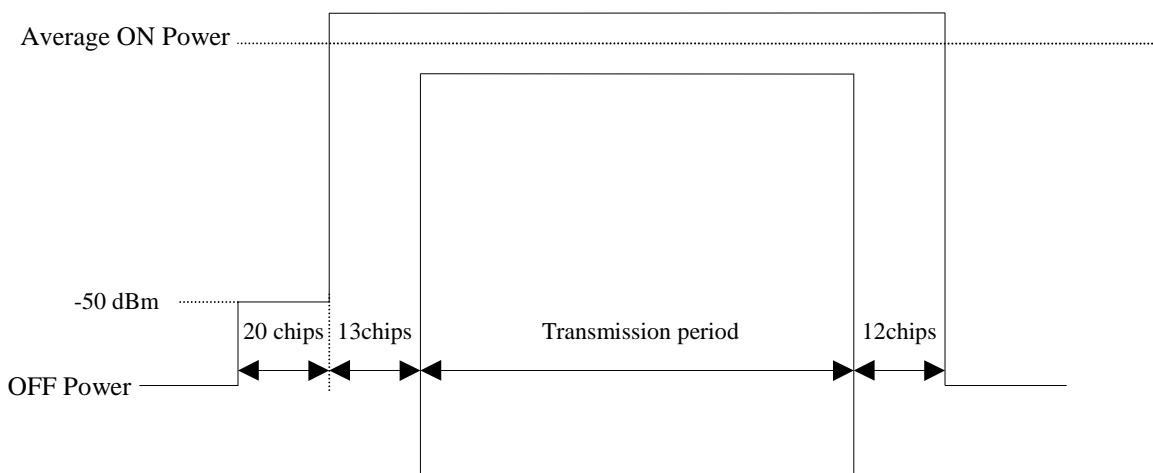 Average ON Power
-50 dBm
20 chips 13chips Transmission period 12chips
OFF Power